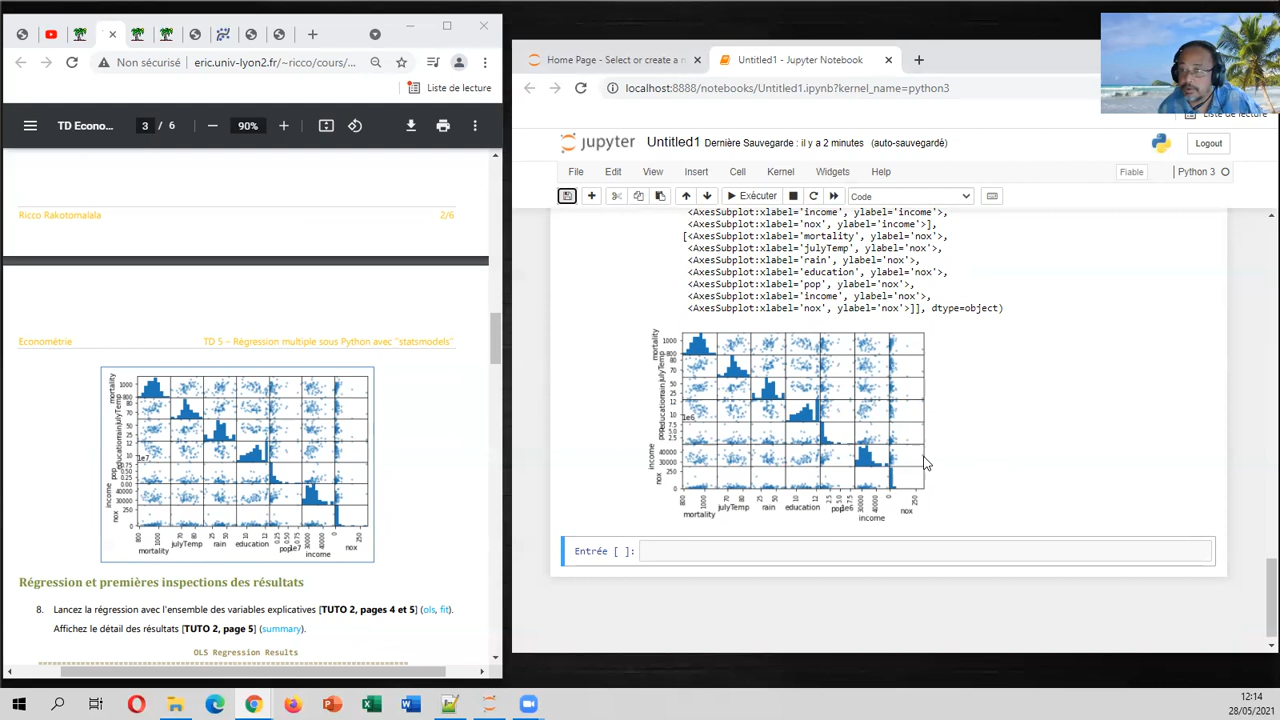 Non sécurisé
eric.univ-lyon2.fr/~ricco/cours/...
Liste de lecture
TD Econo...
3 / 6
90%
Ricco Rakotomalala
2/6
Econométrie
TD 5 – Régression multiple sous Python avec "statsmodels"
mortality
julyTemp
rain
education
pop
income
nox
Régression et premières inspections des résultats
8. Lancez la régression avec l'ensemble des variables explicatives [TUTO 2, pages 4 et 5] (ols, fit).
Affichez le détail des résultats [TUTO 2, page 5] (summary).
OLS Regression Results
Home Page - Select or create a n
Untitled1 - Jupyter Notebook
localhost:8888/notebooks/Untitled1.ipynb?kernel_name=python3
Liste de lecture
jupyter
Untitled1 Dernière Sauvegarde : il y a 2 minutes (auto-sauvegardé)
Logout
File Edit View Insert Cell Kernel Widgets Help
Fiable
Python 3
Exécuter
Code
<AxesSubplot:xlabel='income', ylabel='income'>,
<AxesSubplot:xlabel='nox', ylabel='income'>],
[<AxesSubplot:xlabel='mortality', ylabel='nox'>,
<AxesSubplot:xlabel='julyTemp', ylabel='nox'>,
<AxesSubplot:xlabel='rain', ylabel='nox'>,
<AxesSubplot:xlabel='education', ylabel='nox'>,
<AxesSubplot:xlabel='pop', ylabel='nox'>,
<AxesSubplot:xlabel='income', ylabel='nox'>,
<AxesSubplot:xlabel='nox', ylabel='nox'>]], dtype=object)
mortality
julyTemp
rain
education
income
nox
Entrée [ ]:
12:14
28/05/2021